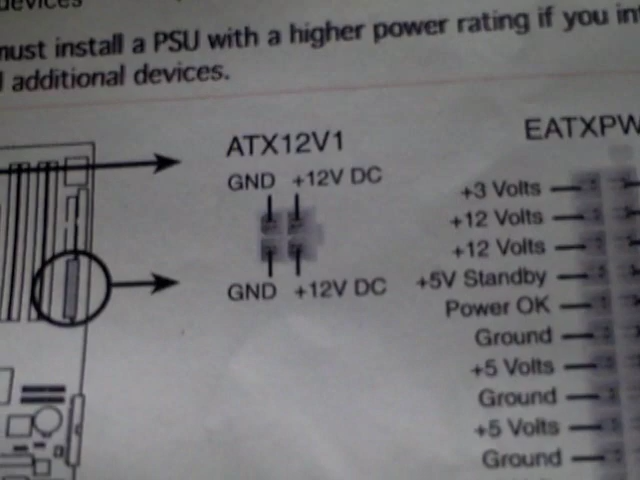 devices
must install a PSU with a higher power rating if you
additional devices.
ATX12V1
GND +12V DC
GND +12V DC
EATXPW
+3 Volts
+12 Volts
+12 Volts
+5V Standby
Power OK
Ground
+5 Volts
Ground
+5 Volts
Ground